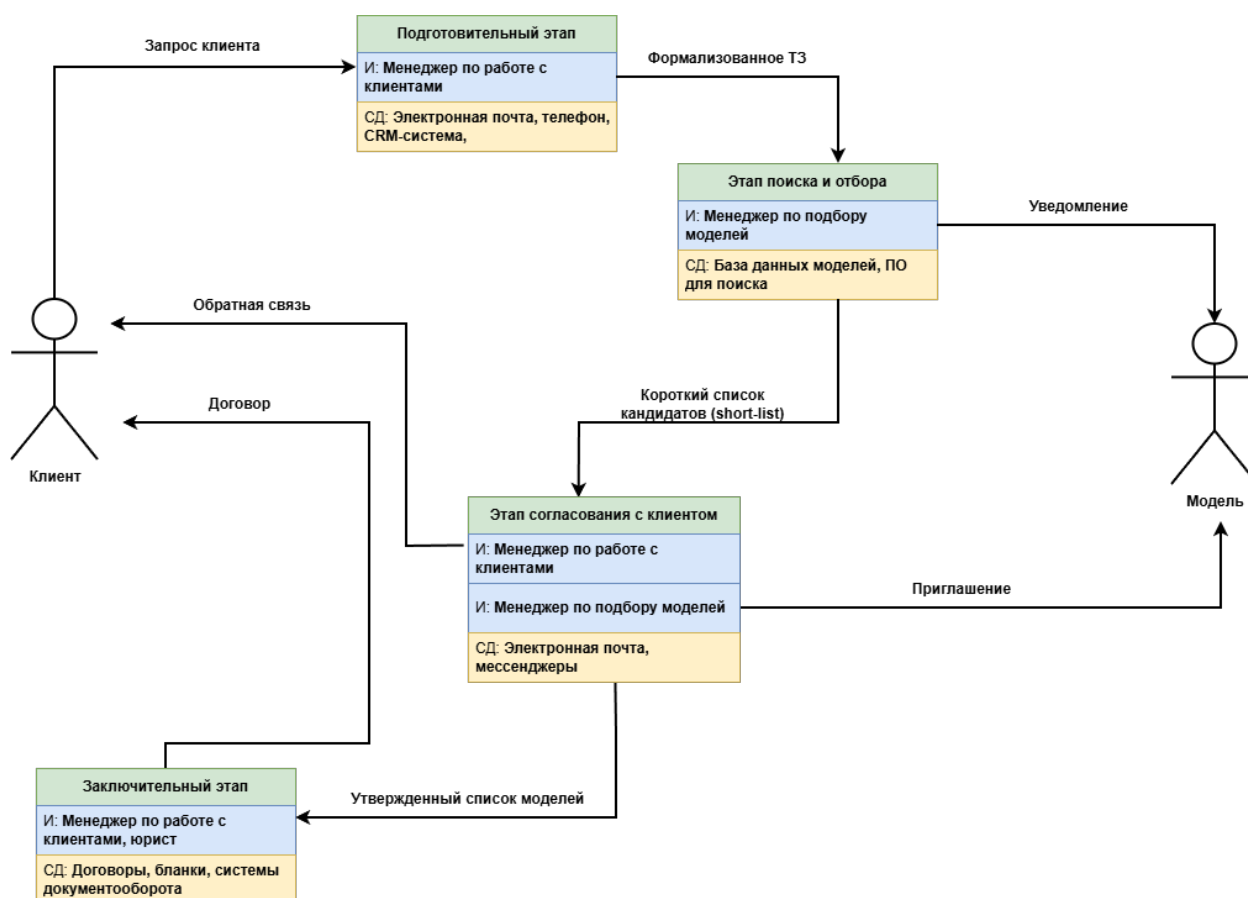 Подготовительный этап
Запрос клиента
И: Менеджер по работе с
клиентами
Формализованное ТЗ
СД: Электронная почта, телефон,
CRM-система,
Этап поиска и отбора
И: Менеджер по подбору
моделей
Уведомление
СД: База данных моделей, ПО
для поиска
Обратная связь
Короткий список
кандидатов (short-list)
Договор
Клиент
Модель
Этап согласования с клиентом
И: Менеджер по работе с
клиентами
И: Менеджер по подбору моделей
Приглашение
СД: Электронная почта,
мессенджеры
Заключительный этап
Утвержденный список моделей
И: Менеджер по работе с
клиентами, юрист
СД: Договоры, бланки, системы
документооборота